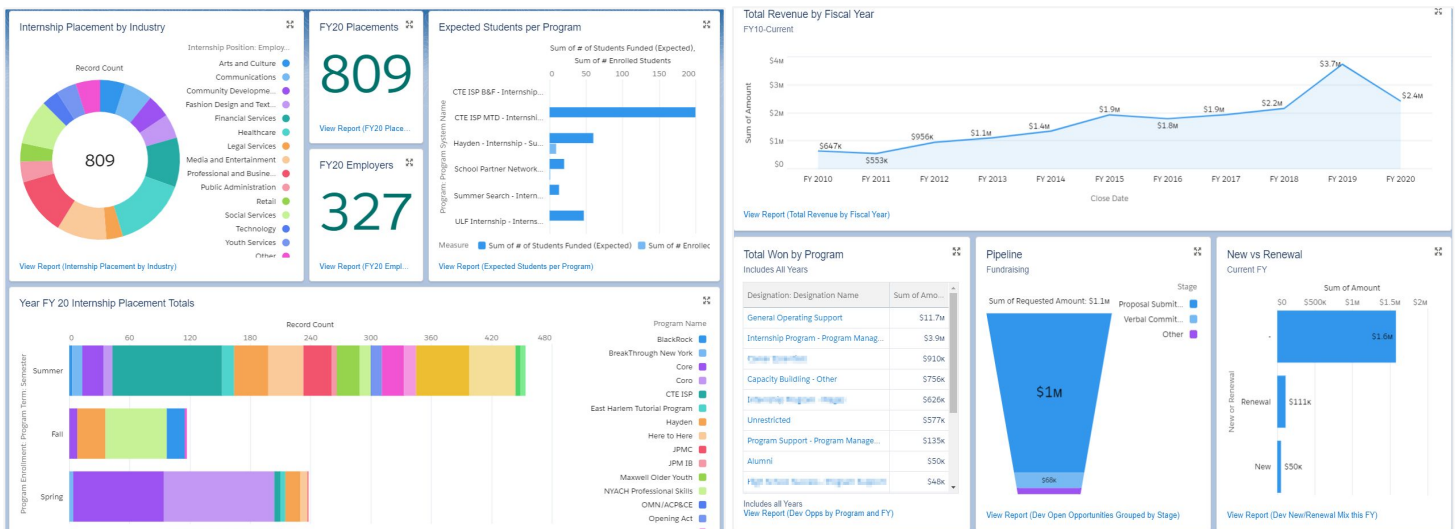 Internship Placement by Industry
Internship Position: Employ...
Record Count
809
Arts and Culture
Communications
Community Developme...
Fashion Design and Text...
Financial Services
Healthcare
Legal Services
Media and Entertainment
Professional and Busine...
Public Administration
Retail
Social Services
Technology
Youth Services
Other
View Report (Internship Placement by Industry)
FY20 Placements
809
View Report (FY20 Place...
FY20 Employers
327
View Report (FY20 Empl...
Expected Students per Program
Sum of # of Students Funded (Expected),
Sum of # Enrolled Students
0 50 100 150 200
Program: Program System Name
CTE ISP B&F - Internship...
CTE ISP MTD - Internshi...
Hayden - Internship - Su...
School Partner Network...
Summer Search - Intern...
ULF Internship - Interns...
Measure Sum of # of Students Funded (Expected) Sum of # Enrollec
View Report (Expected Students per Program)
Year FY 20 Internship Placement Totals
Record Count
0 60 120 180 240 300 360 420 480
Program Enrollment: Program Term: Semester
Summer
Fall
Spring
Program Name
BlackRock
BreakThrough New York
Core
Coro
CTE ISP
East Harlem Tutorial Program
Hayden
Here to Here
JPMC
JPM IB
Maxwell Older Youth
NYACH Professional Skills
OMN/ACP&CE
Opening Act
Total Revenue by Fiscal Year
FY10-Current
Sum of Amount
$4M
$3M
$2M
$1M
$0
$647K
$553K
$956K
$1.1M
$1.4M
$1.9M
$1.8M
$1.9M
$2.2M
$3.7M
$2.4M
FY 2010 FY 2011 FY 2012 FY 2013 FY 2014 FY 2015 FY 2016 FY 2017 FY 2018 FY 2019 FY 2020
Close Date
View Report (Total Revenue by Fiscal Year)
Total Won by Program
Includes All Years
Designation: Designation Name Sum of Amo...
General Operating Support $11.7M
Internship Program - Program Manag... $3.9M
$910K
Capacity Building - Other $756K
$626K
Unrestricted $577K
Program Support - Program Manage... $135K
Alumni $50K
$48K
Includes all Years
View Report (Dev Opps by Program and FY)
Pipeline
Fundraising
Stage
Sum of Requested Amount: $1.1M
Proposal Submit...
Verbal Commit...
Other
$1M
$68K
View Report (Dev Open Opportunities Grouped by Stage)
New vs Renewal
Current FY
Sum of Amount
$0 $500K $1M $1.5M $2M
New or Renewal
-
$1.6M
Renewal $111K
New $50K
View Report (Dev New/Renewal Mix this FY)